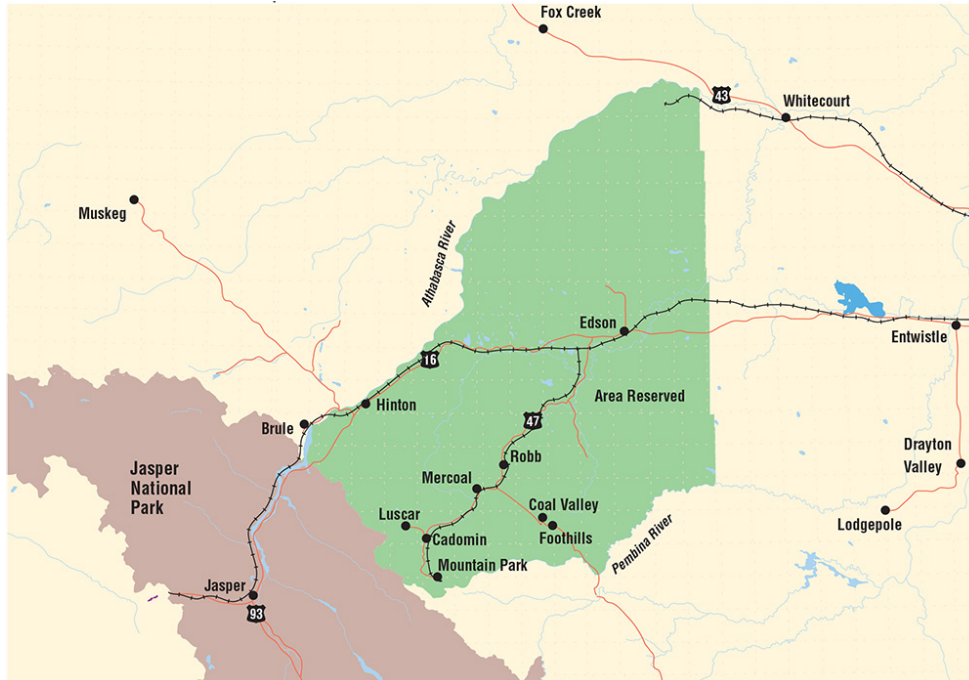 Fox Creek
43
Whitecourt
Muskeg
Athabasca River
Edson
Entwistle
16
Area Reserved
Hinton
Brule
47
Robb
Drayton
Valley
Jasper
National
Park
Mercoal
Luscar
Coal Valley
Lodgepole
Cadomin
Foothills
Pembina River
Mountain Park
Jasper
93